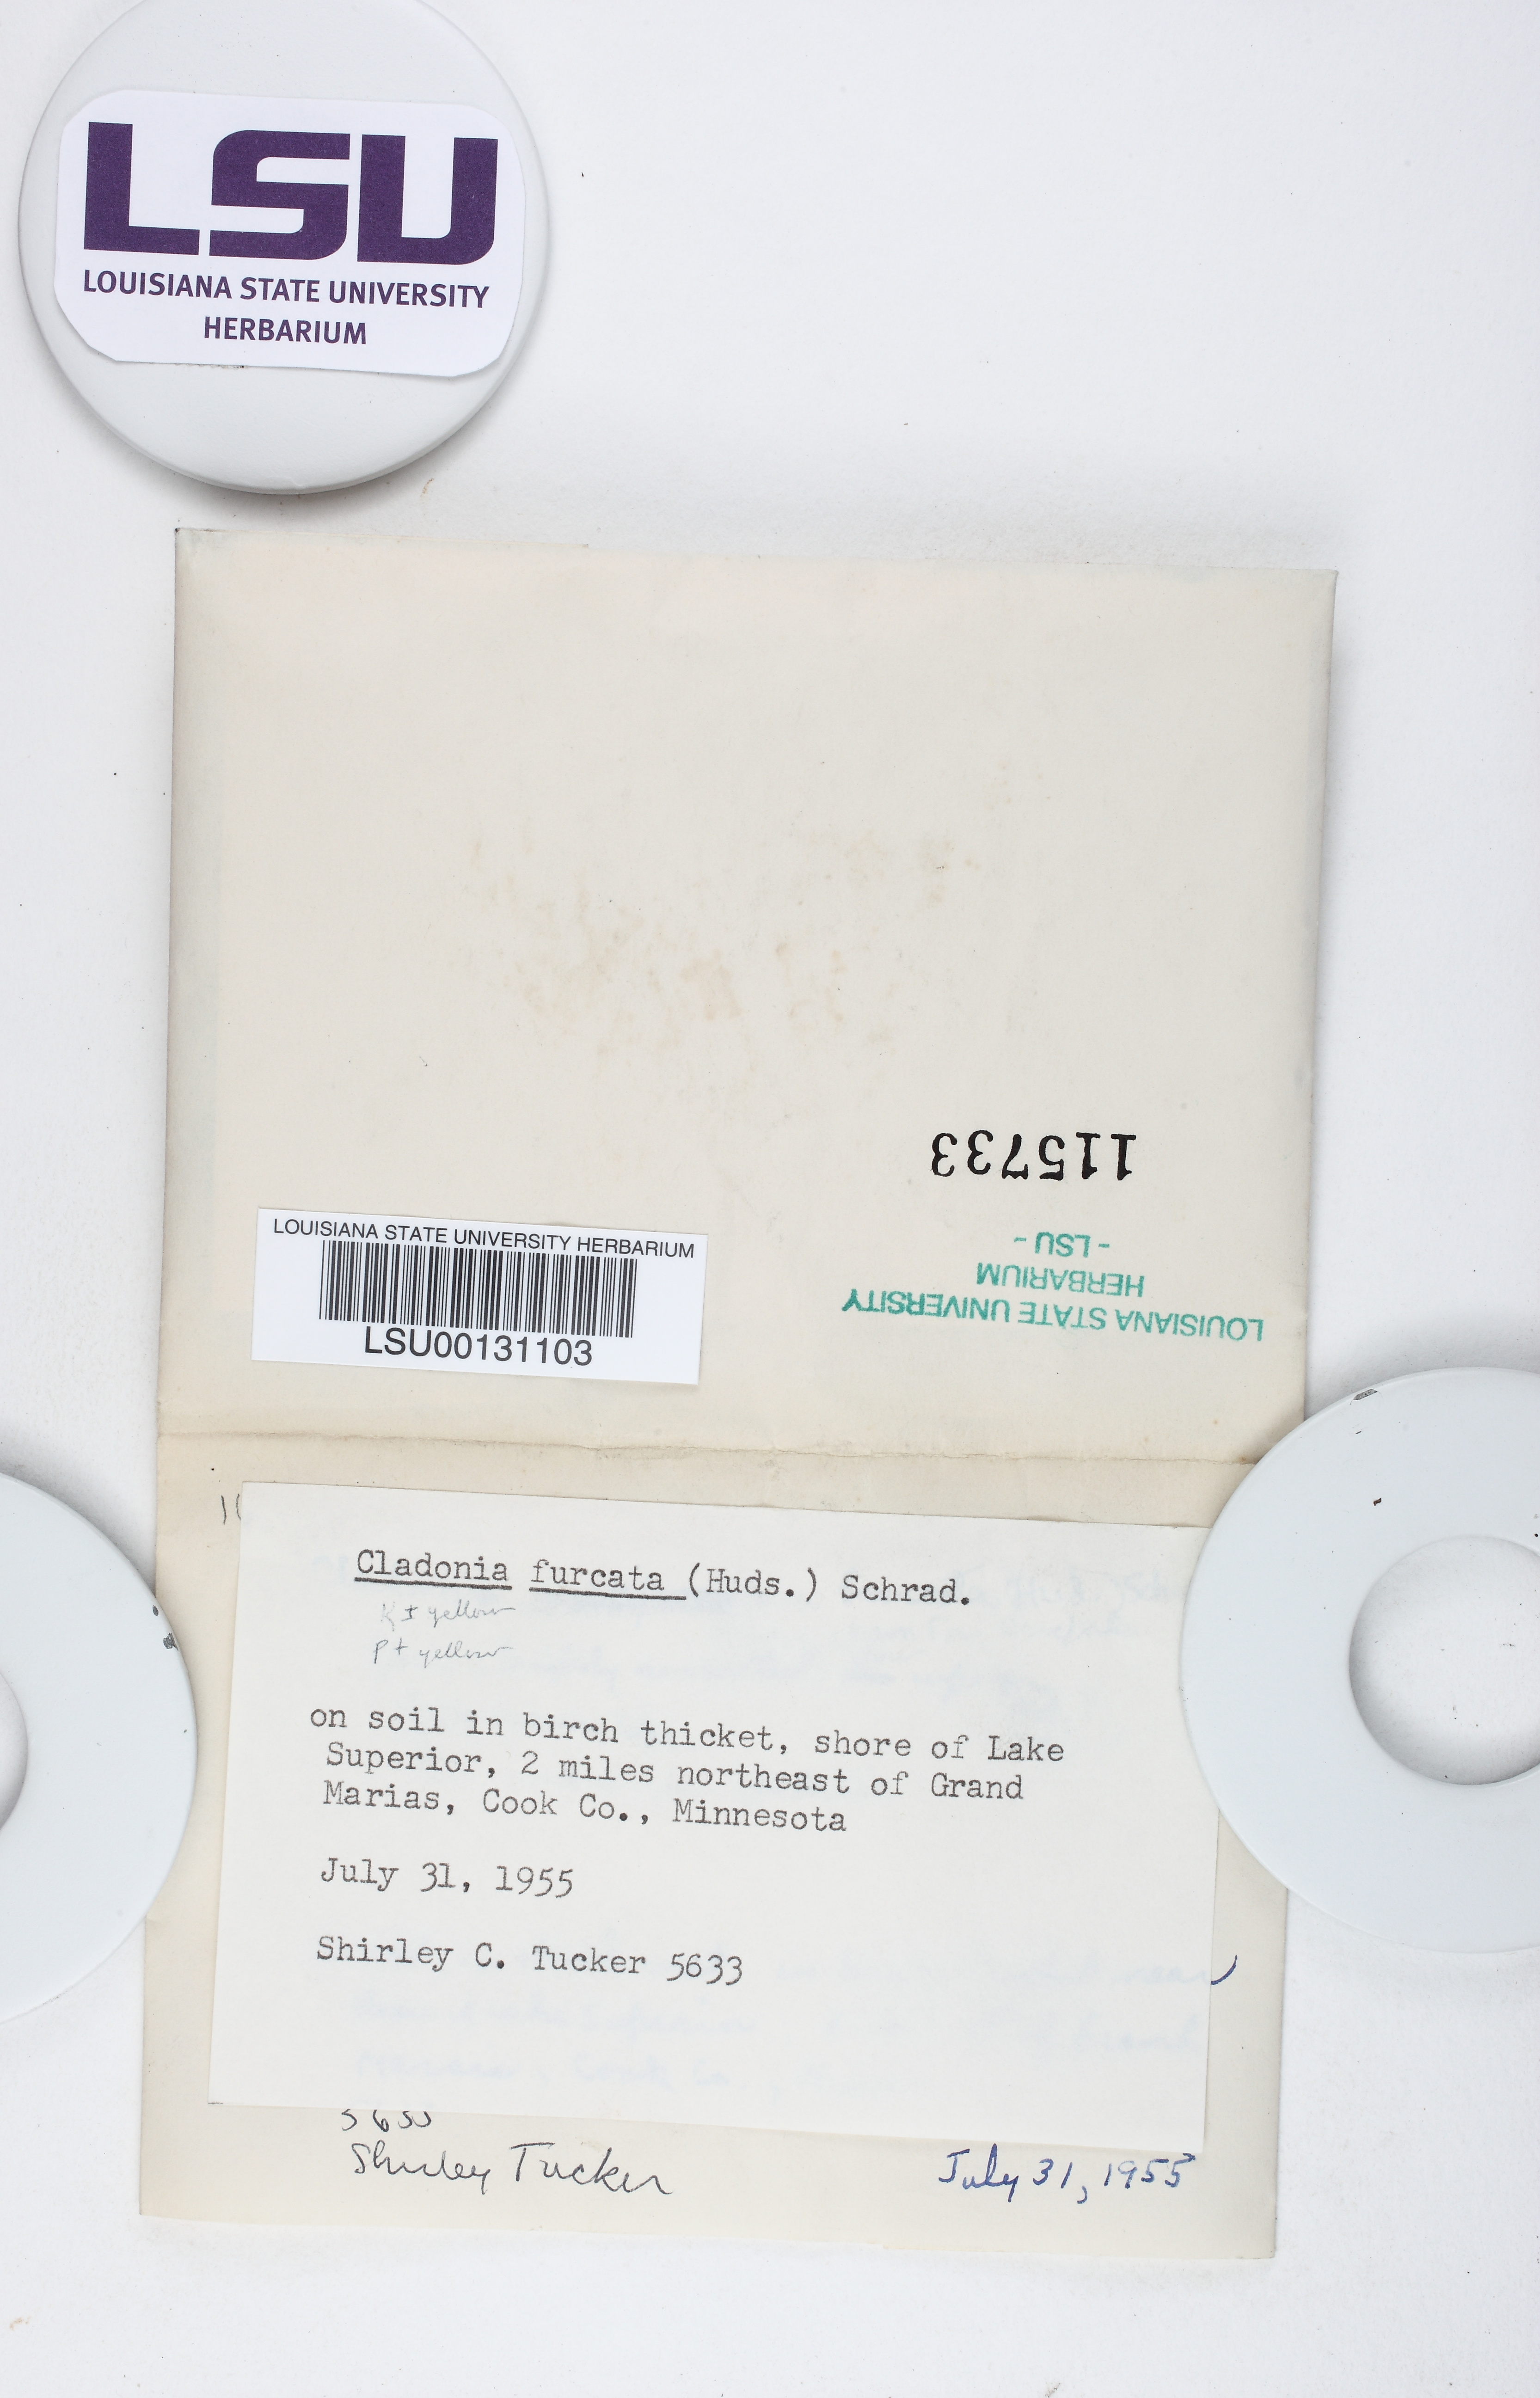 LSU
LOUISIANA STATE UNIVERSITY
HERBARIUM
115733
LOUISIANA STATE UNIVERSITY
HERBARIUM
- LSU -
LOUISIANA STATE UNIVERSITY HERBARIUM
LSU00131103
Cladonia furcata (Huds.) Schrad.
K ± yellow
P + yellow
on soil in birch thicket, shore of Lake
Superior, 2 miles northeast of Grand
Marias, Cook Co., Minnesota
July 31, 1955
Shirley C. Tucker 5633
Shirley Tucker
July 31, 1955